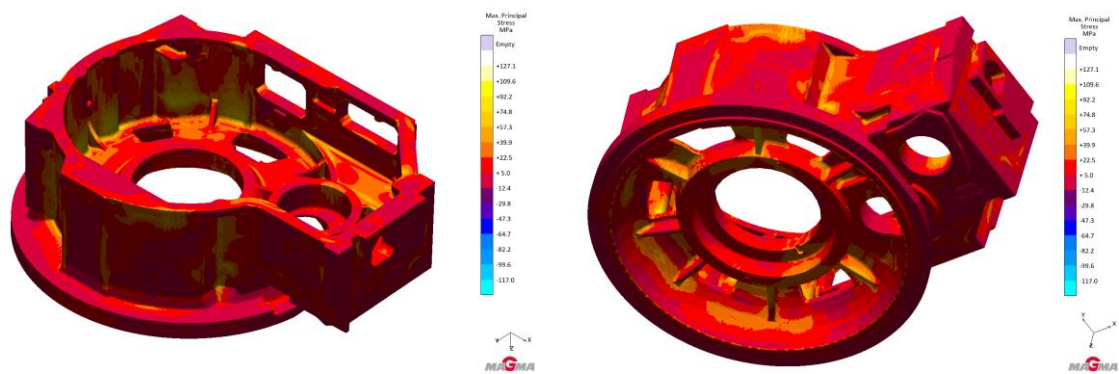 Max. Principal
Stress
MPa
Empty
+127.1
+109.6
+92.2
+74.8
+57.3
+39.9
+22.5
+ 5.0
-12.4
-29.8
-47.3
-64.7
-82.2
-99.6
-117.0
Y X
Z
MAGMA
Max. Principal
Stress
MPa
Empty
+127.1
+109.6
+92.2
+74.8
+57.3
+39.9
+22.5
+ 5.0
-12.4
-29.8
-47.3
-64.7
-82.2
-99.6
-117.0
Y X
Z
MAGMA